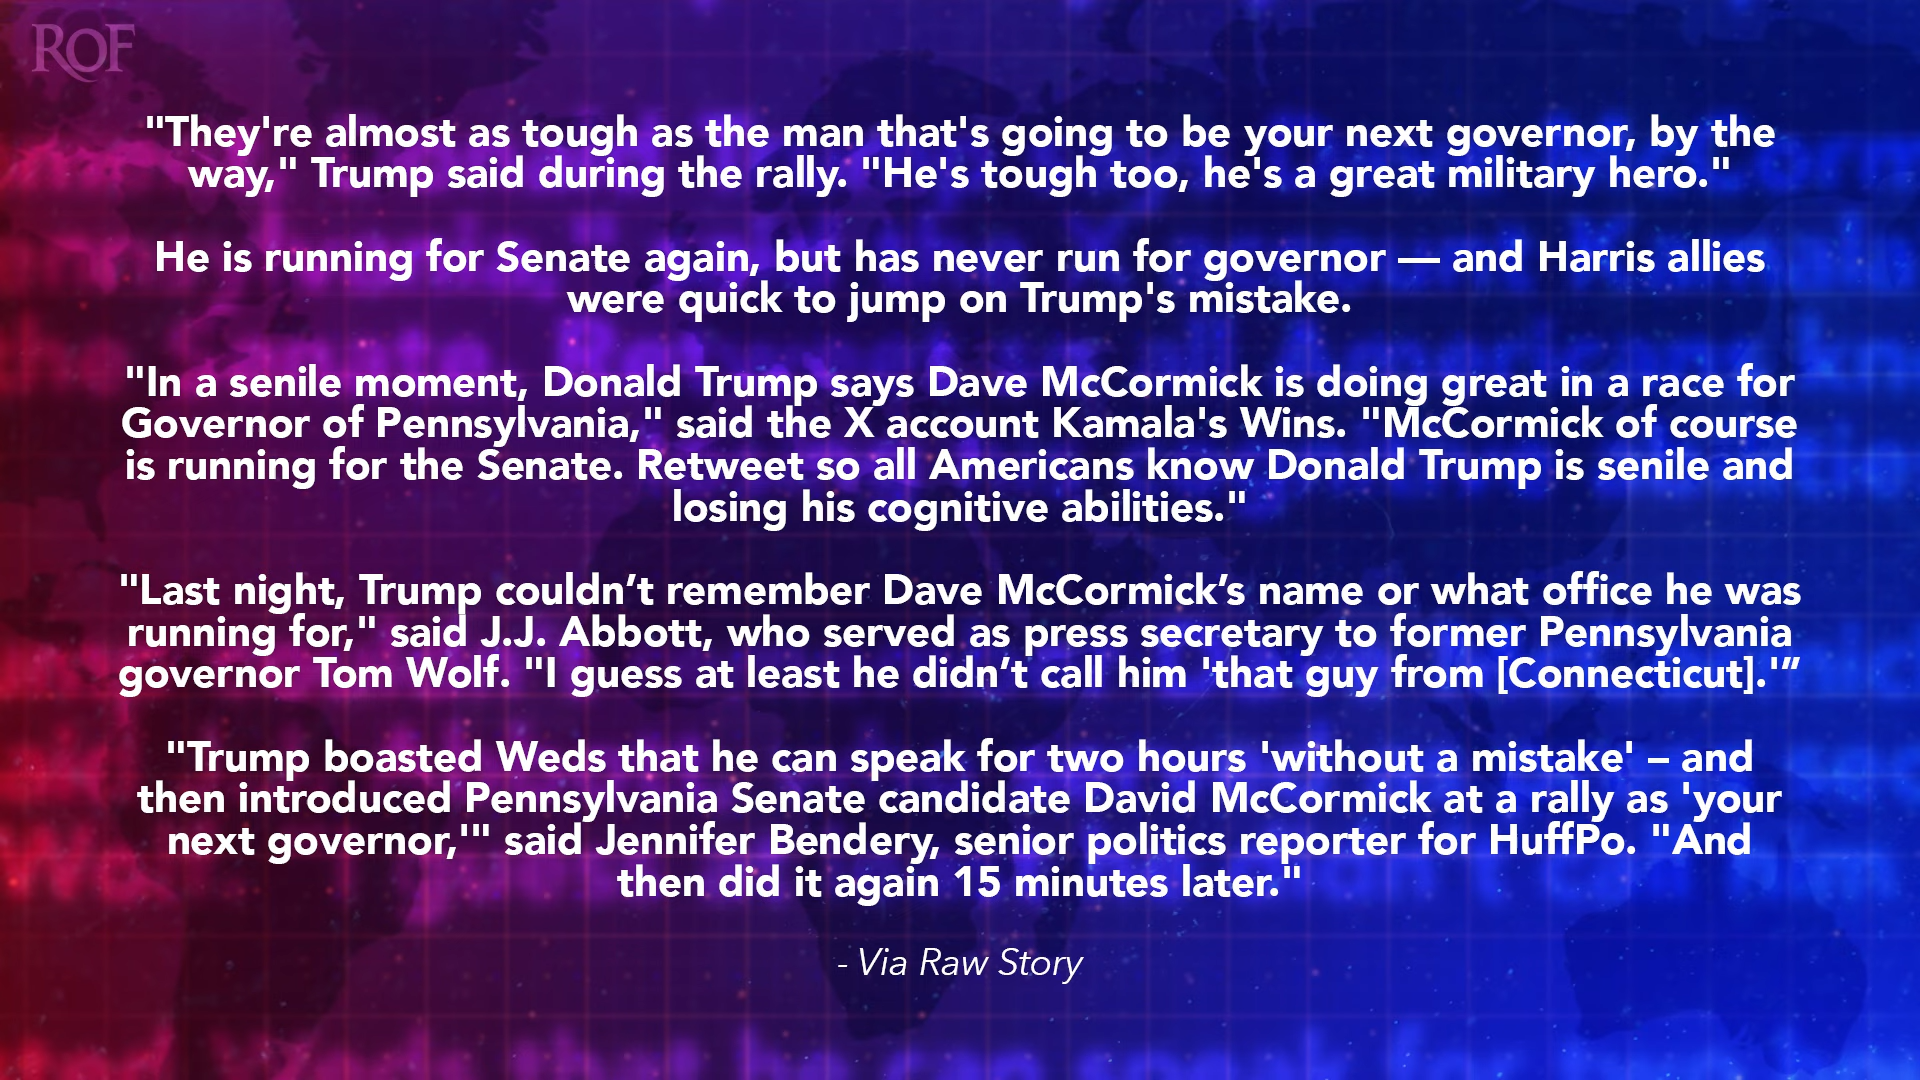 ROF
"They're almost as tough as the man that's going to be your next governor, by the
way," Trump said during the rally. "He's tough too, he's a great military hero."
He is running for Senate again, but has never run for governor — and Harris allies
were quick to jump on Trump's mistake.
"In a senile moment, Donald Trump says Dave McCormick is doing great in a race for
Governor of Pennsylvania," said the X account Kamala's Wins. "McCormick of course
is running for the Senate. Retweet so all Americans know Donald Trump is senile and
losing his cognitive abilities."
"Last night, Trump couldn’t remember Dave McCormick’s name or what office he was
running for," said J.J. Abbott, who served as press secretary to former Pennsylvania
governor Tom Wolf. "I guess at least he didn’t call him 'that guy from [Connecticut].'”
"Trump boasted Weds that he can speak for two hours 'without a mistake' – and
then introduced Pennsylvania Senate candidate David McCormick at a rally as 'your
next governor,'" said Jennifer Bendery, senior politics reporter for HuffPo. "And
then did it again 15 minutes later."
- Via Raw Story